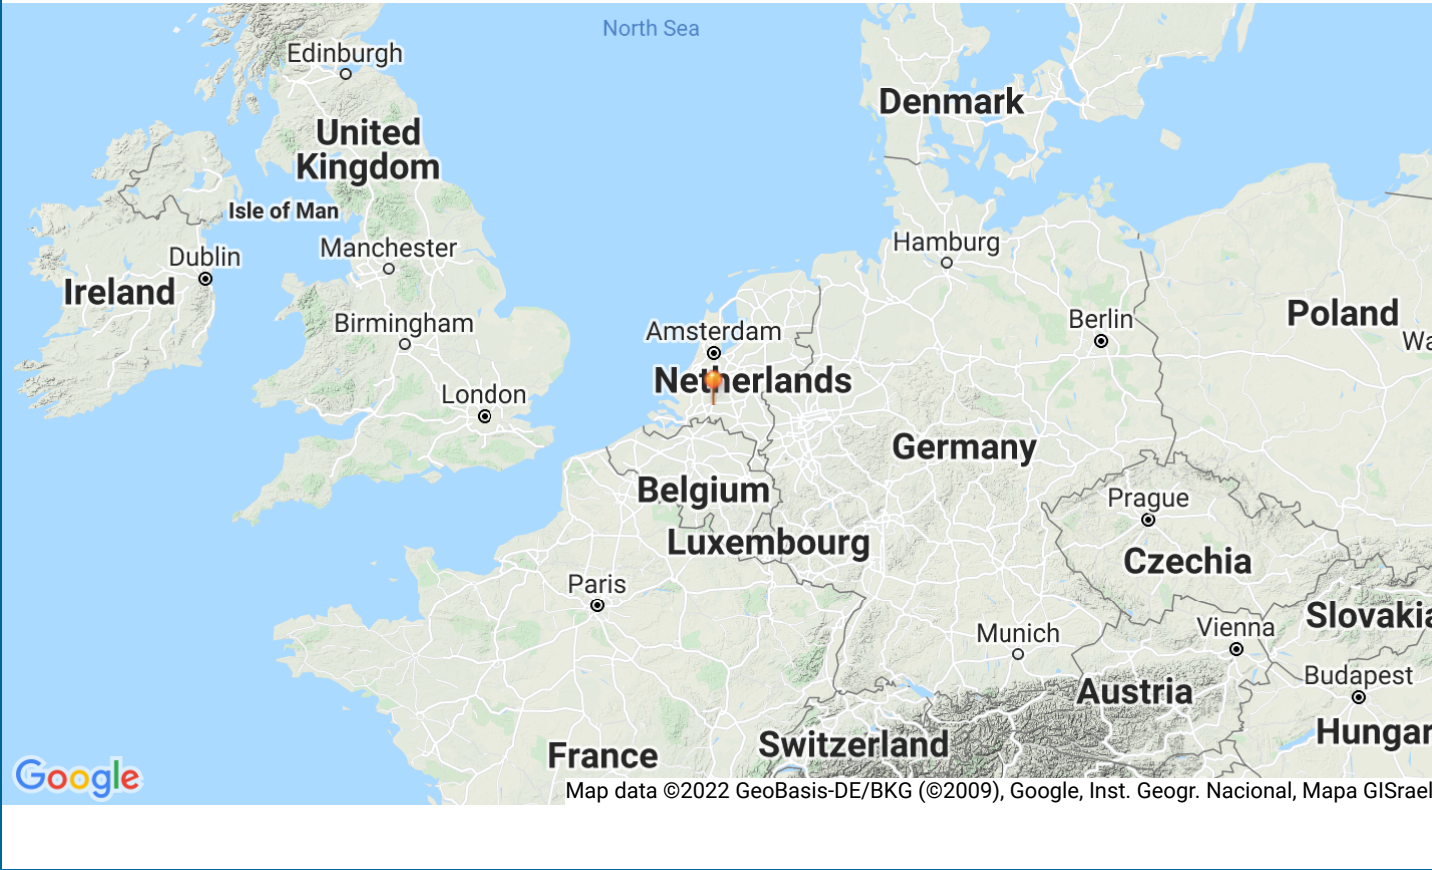 North Sea
Edinburgh
Denmark
United
Kingdom
Isle of Man
Manchester
Dublin
Hamburg
Ireland
Birmingham
Amsterdam
Berlin
Poland
Wa
Netherlands
London
Germany
Belgium
Prague
Luxembourg
Czechia
Paris
Slovakia
Munich
Vienna
Budapest
Austria
Hungar
Switzerland
France
Google
Map data ©2022 GeoBasis-DE/BKG (©2009), Google, Inst. Geogr. Nacional, Mapa GISrael